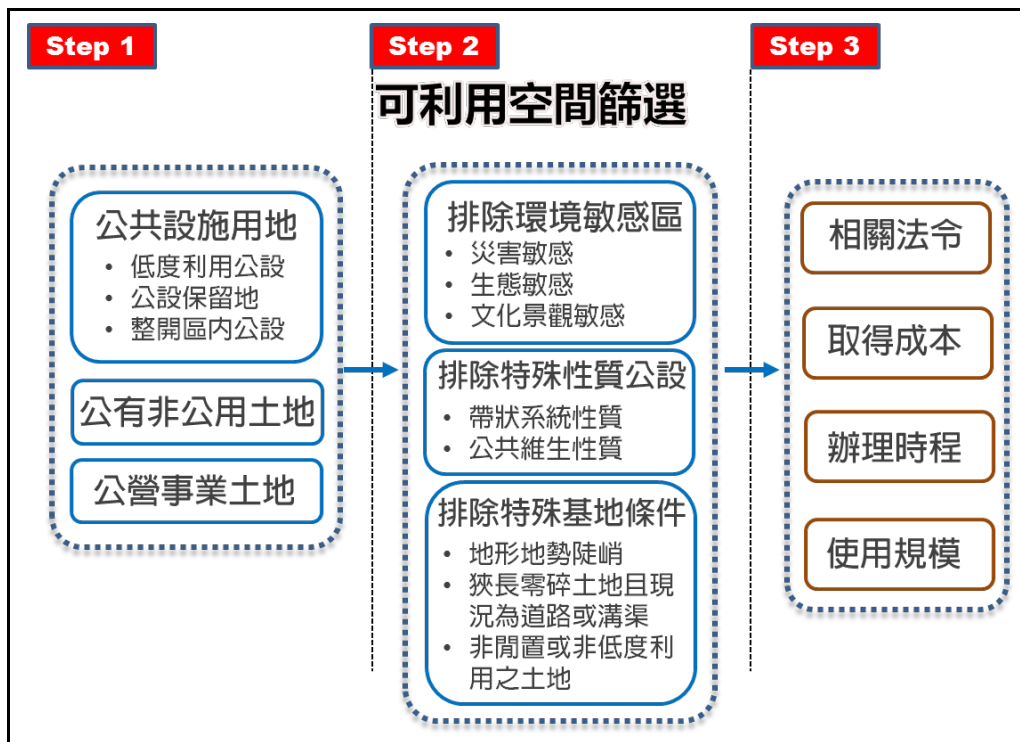 Step 1
Step 2
Step 3
可利用空間篩選
公共設施用地
• 低度利用公設
• 公設保留地
• 整開區內公設
公有非公用土地
公營事業土地
排除環境敏感區
• 災害敏感
• 生態敏感
• 文化景觀敏感
排除特殊性質公設
• 帶狀系統性質
• 公共維生性質
排除特殊基地條件
• 地形地勢陡峭
• 狹長零碎土地且現
況為道路或溝渠
• 非閒置或非低度利
用之土地
相關法令
取得成本
辦理時程
使用規模